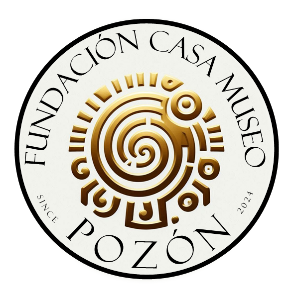 FUNDACIÓN CASA MUSEO
POZÓN
SINCE
2024